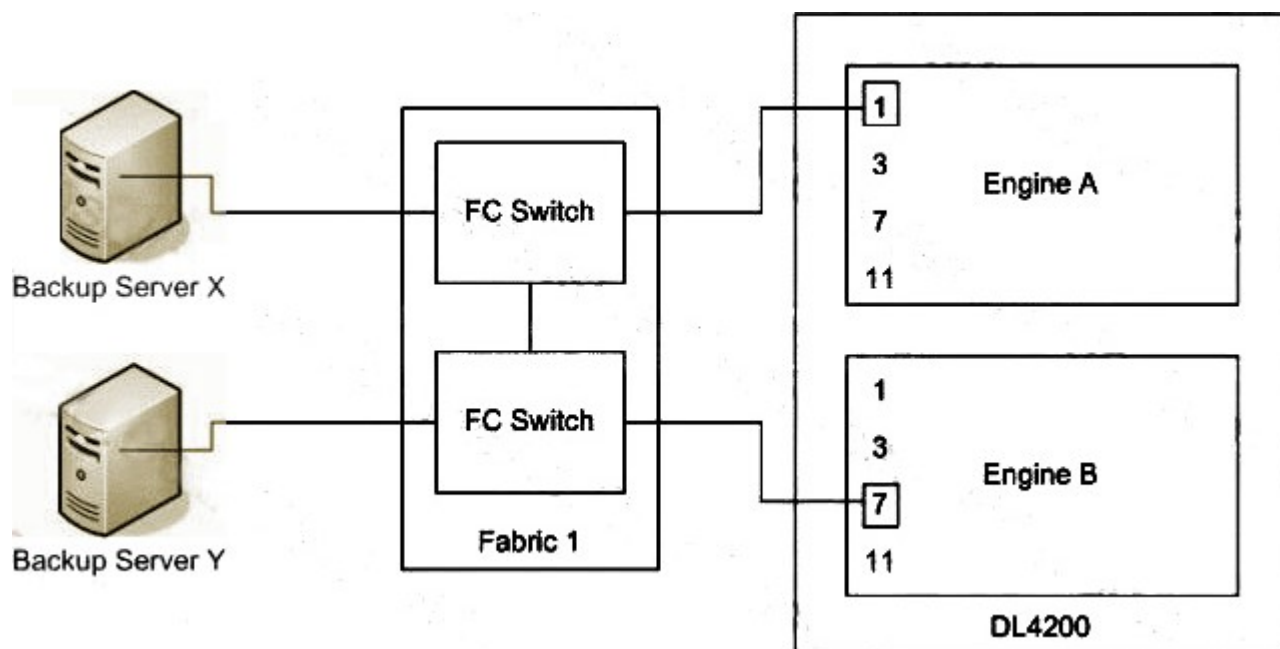 Backup Server X
Backup Server Y
FC Switch
FC Switch
Fabric 1
1
3
7
11
Engine A
1
3
7
11
Engine B
DL4200